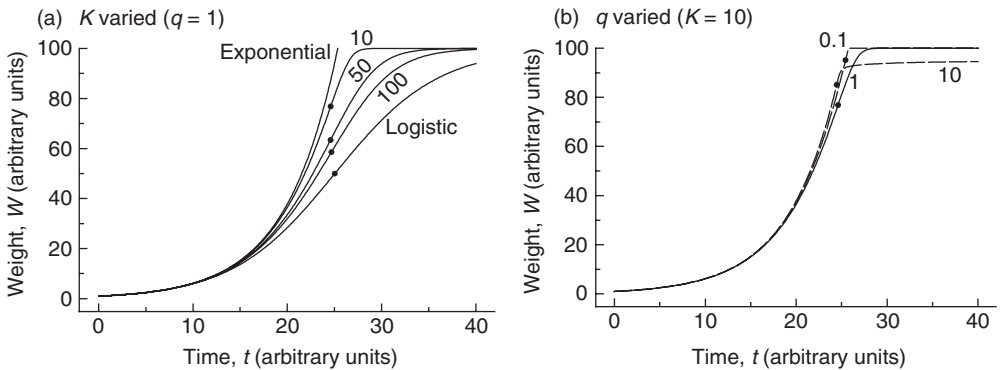 (a) K varied (q = 1)
Exponential
10
50
100
Logistic
100
80
60
40
20
0
Weight, W (arbitrary units)
0 10 20 30 40
Time, t (arbitrary units)
(b) q varied (K = 10)
0.1
1
10
100
80
60
40
20
0
Weight, W (arbitrary units)
0 10 20 30 40
Time, t (arbitrary units)